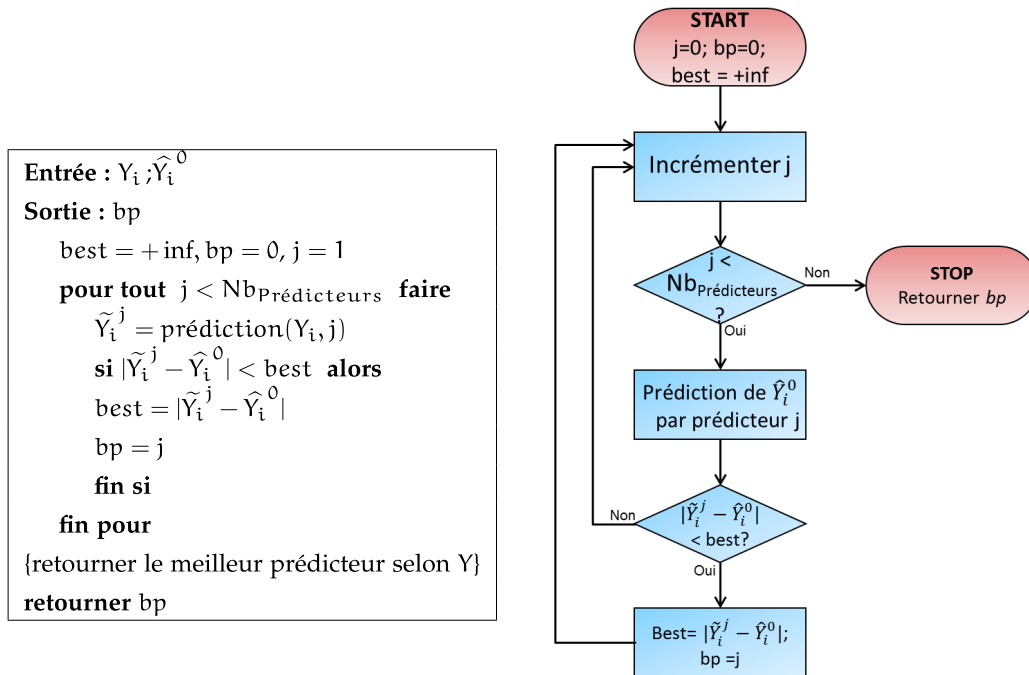 Entrée : Yᵢ ;Ŷᵢ⁰
Sortie : bp
best = + inf, bp = 0, j = 1
pour tout j < Nb_Prédicteurs faire
Ỹᵢʲ = prédiction(Yᵢ, j)
si |Ỹᵢʲ − Ŷᵢ⁰| < best alors
best = |Ỹᵢʲ − Ŷᵢ⁰|
bp = j
fin si
fin pour
{retourner le meilleur prédicteur selon Y}
retourner bp
START
j=0; bp=0;
best = +inf
Incrémenter j
j <
Nb_Prédicteurs
?
Non
STOP
Retourner bp
Oui
Prédiction de Ŷᵢ⁰
par prédicteur j
|Ỹᵢʲ − Ŷᵢ⁰|
< best?
Non
Oui
Best= |Ỹᵢʲ − Ŷᵢ⁰|;
bp =j